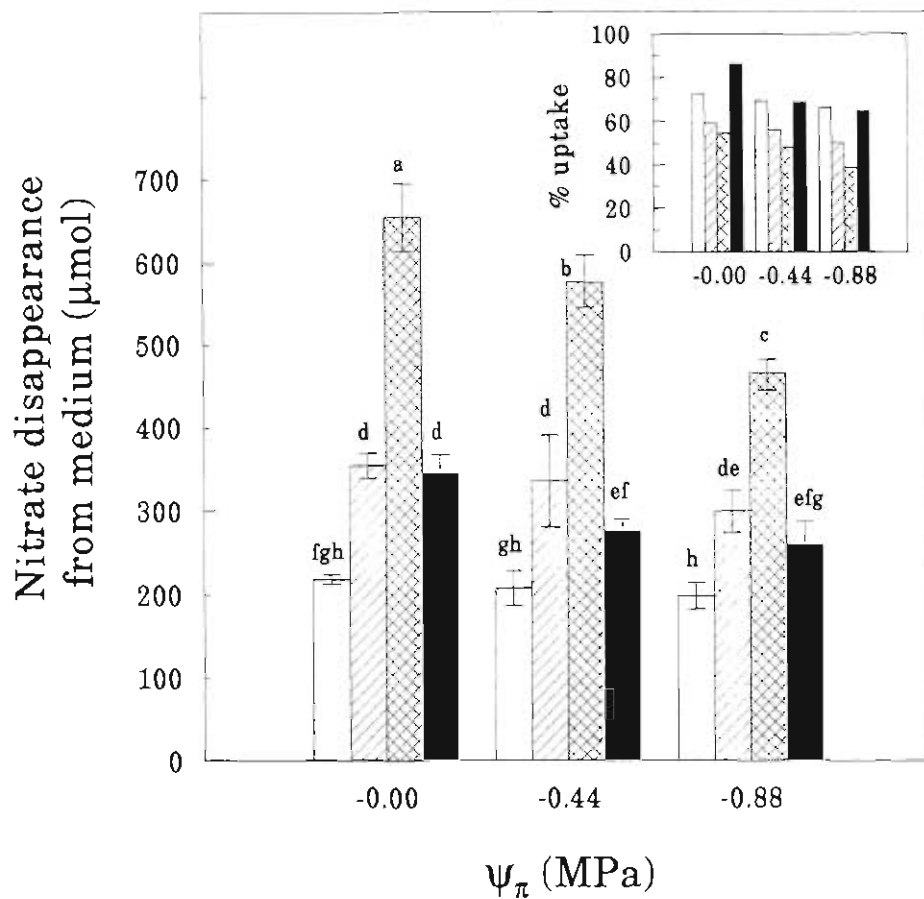 Nitrate disappearance
from medium (μmol)
700
600
500
400
300
200
100
0
a
b
c
d
d
d
de
ef
efg
fgh
gh
h
-0.00
-0.44
-0.88
ψπ (MPa)
% uptake
100
80
60
40
20
0
-0.00
-0.44
-0.88